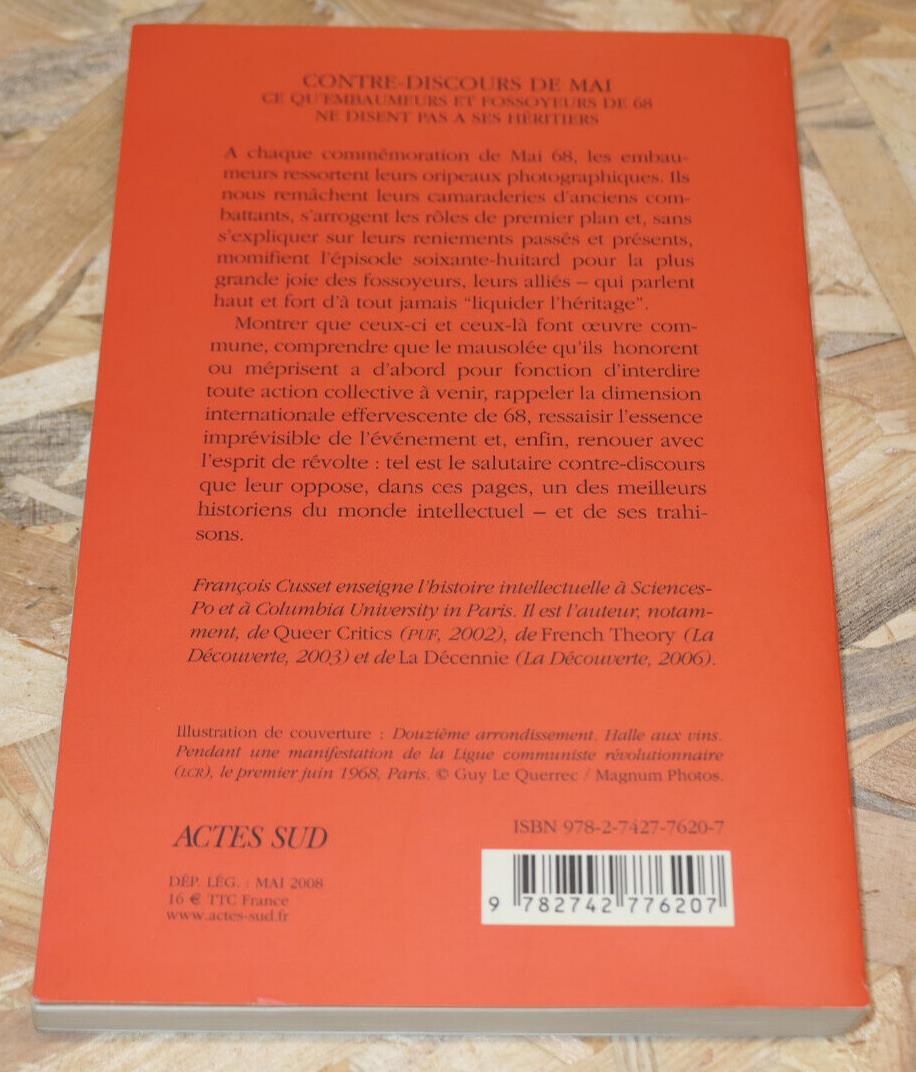 CONTRE-DISCOURS DE MAI
CE QU'EMBAUMEURS ET FOSSOYEURS DE 68
NE DISENT PAS A SES HÉRITIERS
A chaque commémoration de Mai 68, les embau-
meurs ressortent leurs oripeaux photographiques. Ils
nous remâchent leurs camaraderies d'anciens com-
battants, s'arrogent les rôles de premier plan et, sans
s'expliquer sur leurs reniements passés et présents,
momifient l'épisode soixante-huitard pour la plus
grande joie des fossoyeurs, leurs alliés – qui parlent
haut et fort d'à tout jamais "liquider l'héritage".
Montrer que ceux-ci et ceux-là font œuvre com-
mune, comprendre que le mausolée qu'ils honorent
ou méprisent a d'abord pour fonction d'interdire
toute action collective à venir, rappeler la dimension
internationale effervescente de 68, ressaisir l'essence
imprévisible de l'événement et, enfin, renouer avec
l'esprit de révolte : tel est le salutaire contre-discours
que leur oppose, dans ces pages, un des meilleurs
historiens du monde intellectuel – et de ses trahi-
sons.
François Cusset enseigne l'histoire intellectuelle à Sciences-
Po et à Columbia University in Paris. Il est l'auteur, notam-
ment, de Queer Critics (PUF, 2002), de French Theory (La
Découverte, 2003) et de La Décennie (La Découverte, 2006).
Illustration de couverture : Douzième arrondissement. Halle aux vins.
Pendant une manifestation de la Ligue communiste révolutionnaire
(LCR), le premier juin 1968, Paris. © Guy Le Querrec / Magnum Photos.
ACTES SUD
ISBN 978-2-7427-7620-7
DÉP. LÉG. : MAI 2008
16 € TTC France
www.actes-sud.fr
9 782742 776207